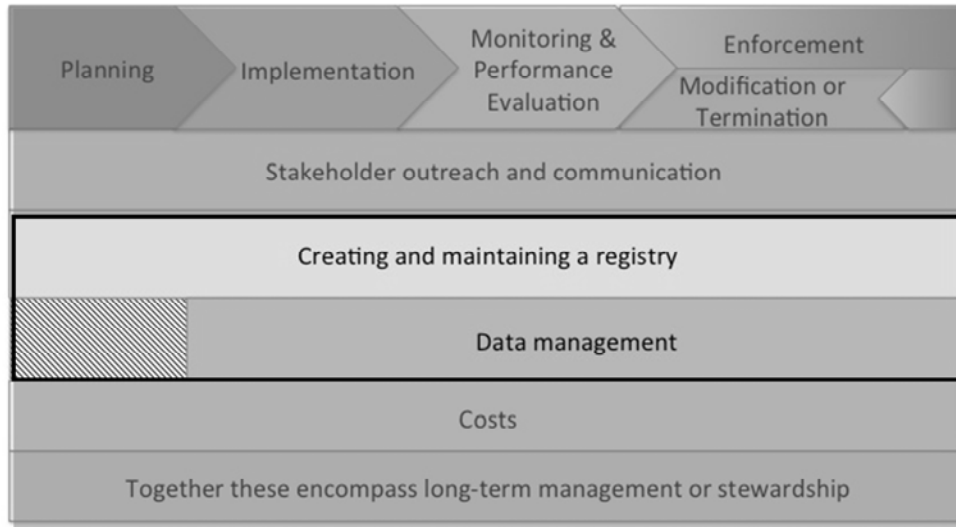 Planning
Implementation
Monitoring &
Performance
Evaluation
Enforcement
Modification or
Termination
Stakeholder outreach and communication
Creating and maintaining a registry
Data management
Costs
Together these encompass long-term management or stewardship